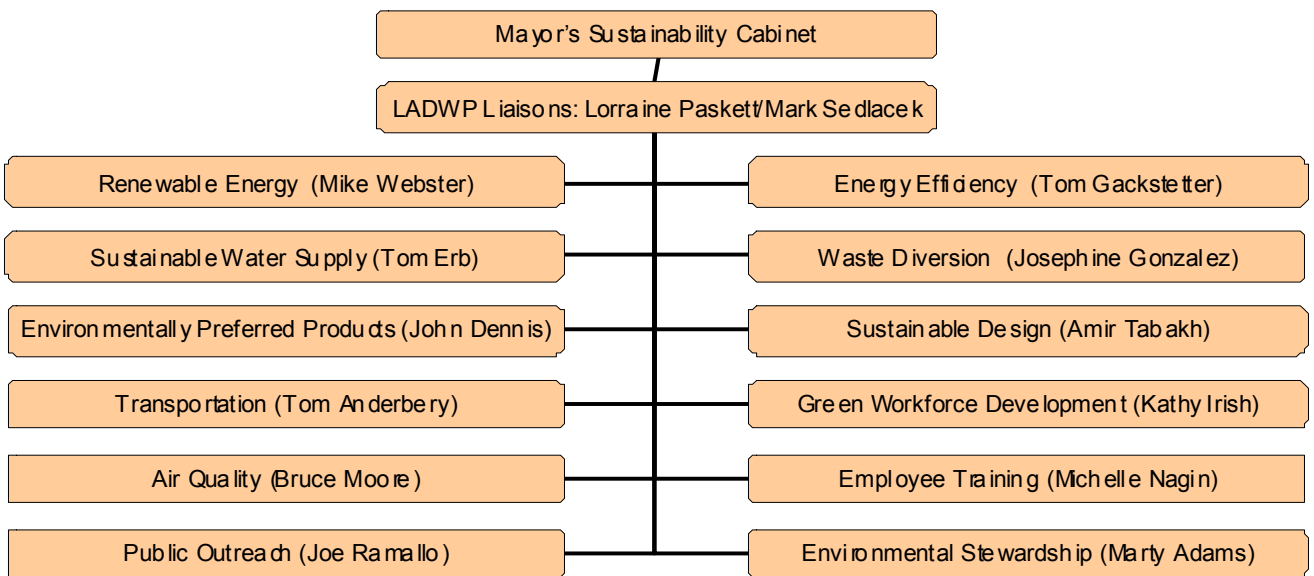 Mayor's Sustainability Cabinet
LADWP Liaisons: Lorraine Paskett/Mark Sedlacek
Renewable Energy (Mike Webster)
Energy Efficiency (Tom Gackstetter)
Sustainable Water Supply (Tom Erb)
Waste Diversion (Josephine Gonzalez)
Environmentally Preferred Products (John Dennis)
Sustainable Design (Amir Tabakh)
Transportation (Tom Anderbery)
Green Workforce Development (Kathy Irish)
Air Quality (Bruce Moore)
Employee Training (Michelle Nagin)
Public Outreach (Joe Ramallo)
Environmental Stewardship (Marty Adams)